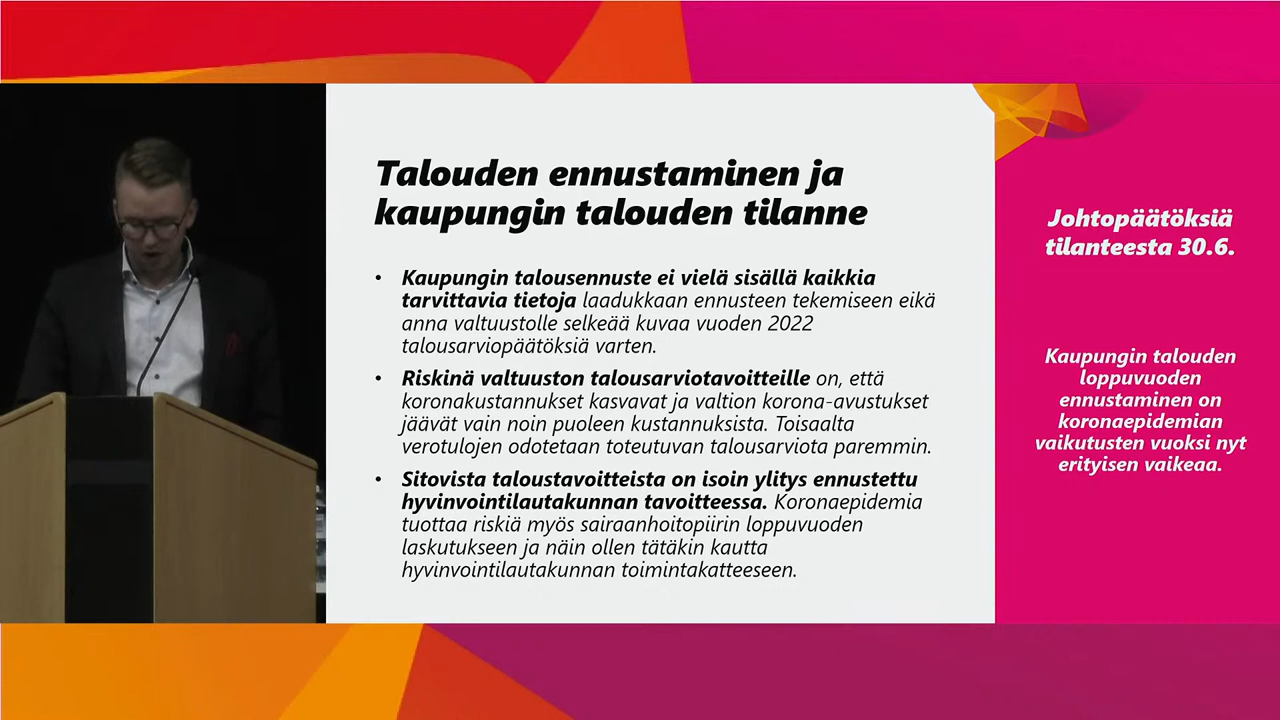 Talouden ennustaminen ja
kaupungin talouden tilanne
• Kaupungin talousennuste ei vielä sisällä kaikkia
tarvittavia tietoja laadukkaan ennusteen tekemiseen eikä
anna valtuustolle selkeää kuvaa vuoden 2022
talousarviopäätöksiä varten.
• Riskinä valtuuston talousarviotavoitteille on, että
koronakustannukset kasvavat ja valtion korona-avustukset
jäävät vain noin puoleen kustannuksista. Toisaalta
verotulojen odotetaan toteutuvan talousarviota paremmin.
• Sitovista taloustavoitteista on isoin ylitys ennustettu
hyvinvointilautakunnan tavoitteessa. Koronaepidemia
tuottaa riskiä myös sairaanhoitopiirin loppuvuoden
laskutukseen ja näin ollen tätäkin kautta
hyvinvointilautakunnan toimintakatteeseen.
Johtopäätöksiä
tilanteesta 30.6.
Kaupungin talouden
loppuvuoden
ennustaminen on
koronaepidemian
vaikutusten vuoksi nyt
erityisen vaikeaa.